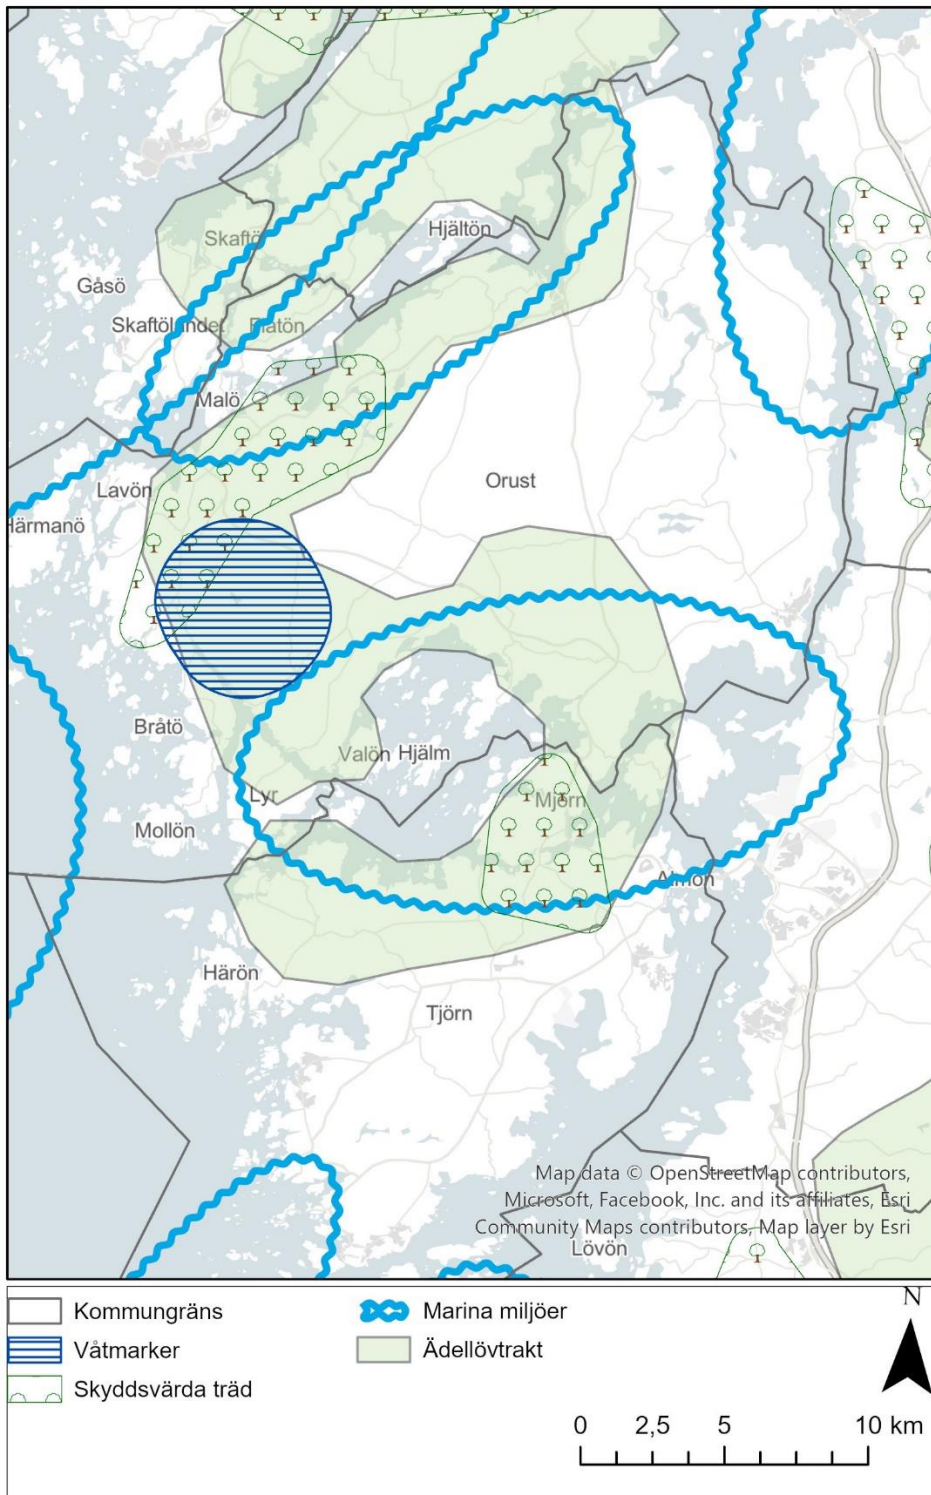 Skaftö
Hjältön
Gåsö
Skaftölandet
Flatön
Malö
Lavön
Orust
Härmanö
Bråtö
Valön
Hjälm
Lyr
Mjörn
Mollön
Almön
Härön
Tjörn
Map data © OpenStreetMap contributors,
Microsoft, Facebook, Inc. and its affiliates, Esri
Community Maps contributors, Map layer by Esri
Lövön
Kommungräns
Våtmarker
Skyddsvärda träd
Marina miljöer
Ädellövtrakt
N
0 2,5 5 10 km